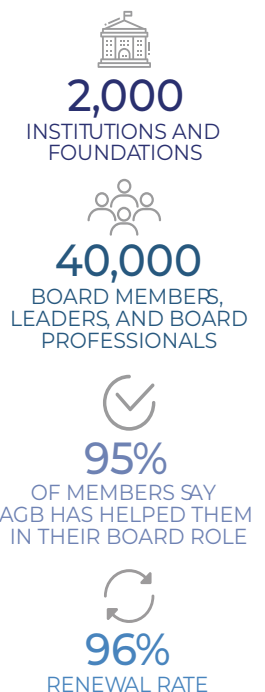 2,000
INSTITUTIONS AND
FOUNDATIONS
40,000
BOARD MEMBERS,
LEADERS, AND BOARD
PROFESSIONALS
95%
OF MEMBERS SAY
AGB HAS HELPED THEM
IN THEIR BOARD ROLE
96%
RENEWAL RATE